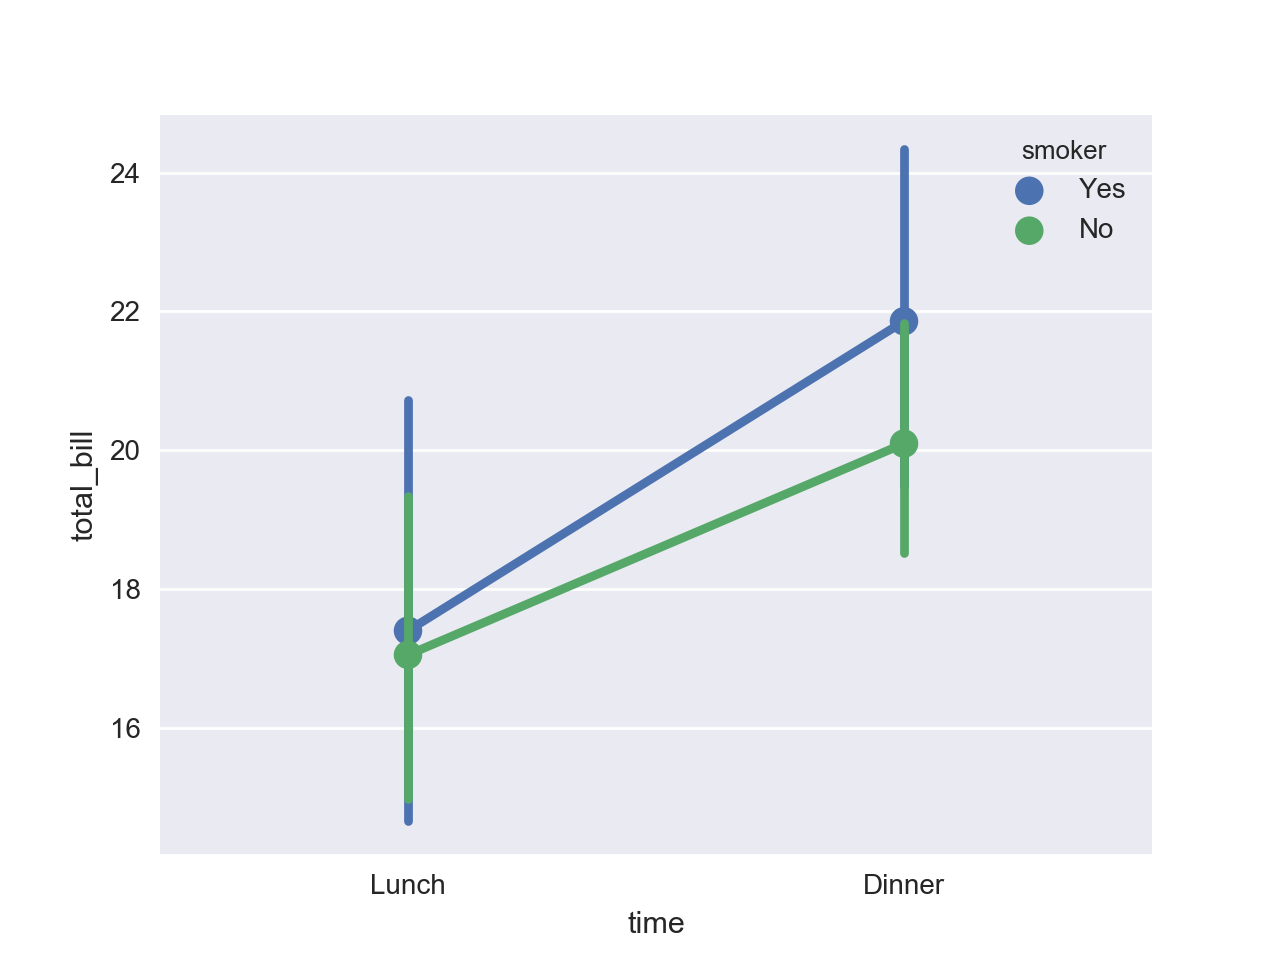 smoker
Yes
No
24
22
20
18
16
total_bill
Lunch
Dinner
time